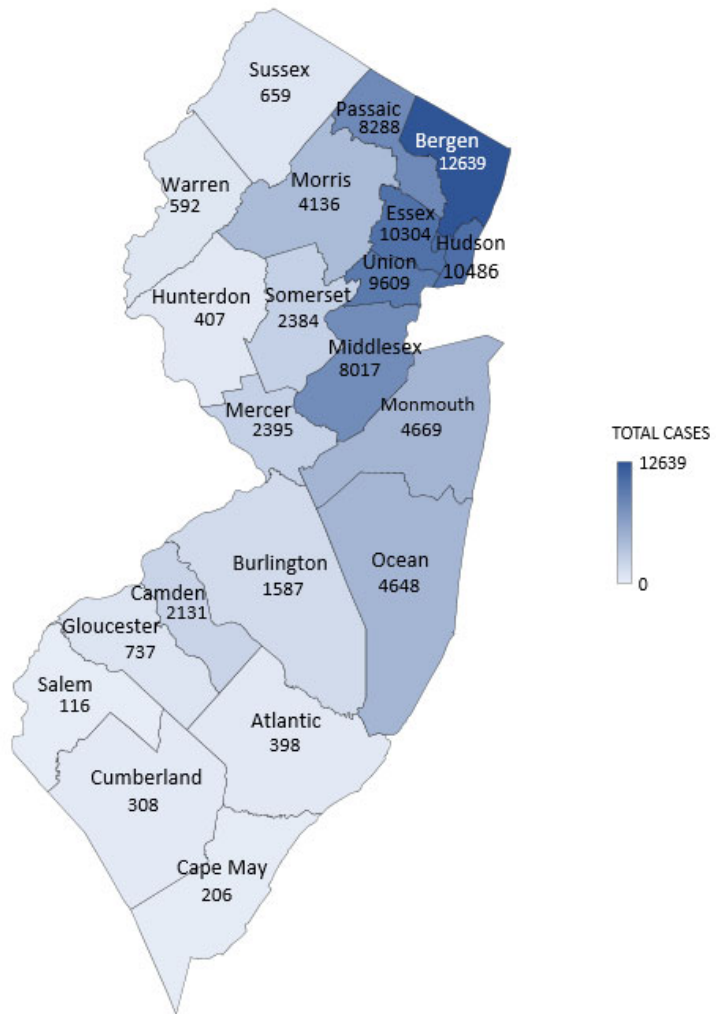 Sussex
659
Passaic
8288
Bergen
12639
Warren
592
Morris
4136
Essex
10304
Hudson
10486
Union
9609
Hunterdon
407
Somerset
2384
Middlesex
8017
Mercer
2395
Monmouth
4669
TOTAL CASES
12639
0
Burlington
1587
Ocean
4648
Camden
2131
Gloucester
737
Salem
116
Atlantic
398
Cumberland
308
Cape May
206